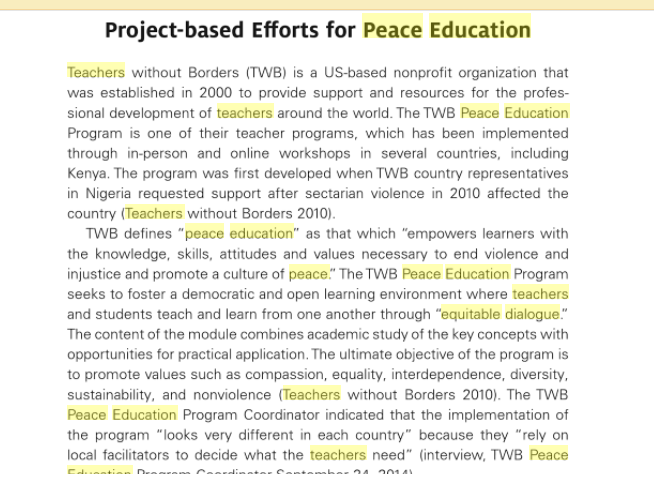 Project-based Efforts for Peace Education
Teachers without Borders (TWB) is a US-based nonprofit organization that
was established in 2000 to provide support and resources for the profes-
sional development of teachers around the world. The TWB Peace Education
Program is one of their teacher programs, which has been implemented
through in-person and online workshops in several countries, including
Kenya. The program was first developed when TWB country representatives
in Nigeria requested support after sectarian violence in 2010 affected the
country (Teachers without Borders 2010).
TWB defines “peace education” as that which “empowers learners with
the knowledge, skills, attitudes and values necessary to end violence and
injustice and promote a culture of peace.” The TWB Peace Education Program
seeks to foster a democratic and open learning environment where teachers
and students teach and learn from one another through “equitable dialogue.”
The content of the module combines academic study of the key concepts with
opportunities for practical application. The ultimate objective of the program is
to promote values such as compassion, equality, interdependence, diversity,
sustainability, and nonviolence (Teachers without Borders 2010). The TWB
Peace Education Program Coordinator indicated that the implementation of
the program “looks very different in each country” because they “rely on
local facilitators to decide what the teachers need” (interview, TWB Peace
Education Program Coordinator September 24, 2014)